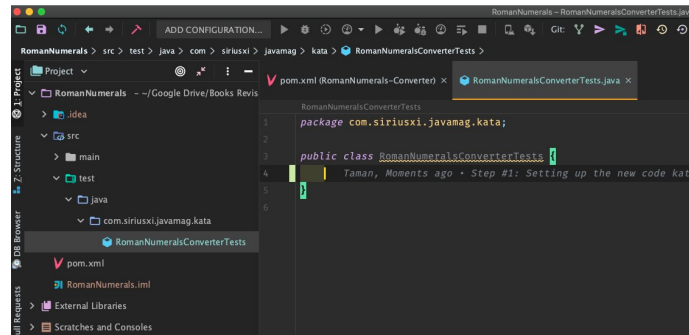 RomanNumerals – RomanNumeralsConverterTests.jav
ADD CONFIGURATION...
Git:
RomanNumerals > src > test > java > com > siriusxi > javamag > kata > RomanNumeralsConverterTests >
1: Project
Project
pom.xml (RomanNumerals-Converter) ×
RomanNumeralsConverterTests.java ×
RomanNumerals ~/Google Drive/Books Revis
.idea
src
main
test
java
com.siriusxi.javamag.kata
RomanNumeralsConverterTests
pom.xml
RomanNumerals.iml
External Libraries
Scratches and Consoles
Z: Structure
DB Browser
ull Requests
RomanNumeralsConverterTests
1 package com.siriusxi.javamag.kata;
2
3 public class RomanNumeralsConverterTests {
4 Taman, Moments ago • Step #1: Setting up the new code kat
5 }
6